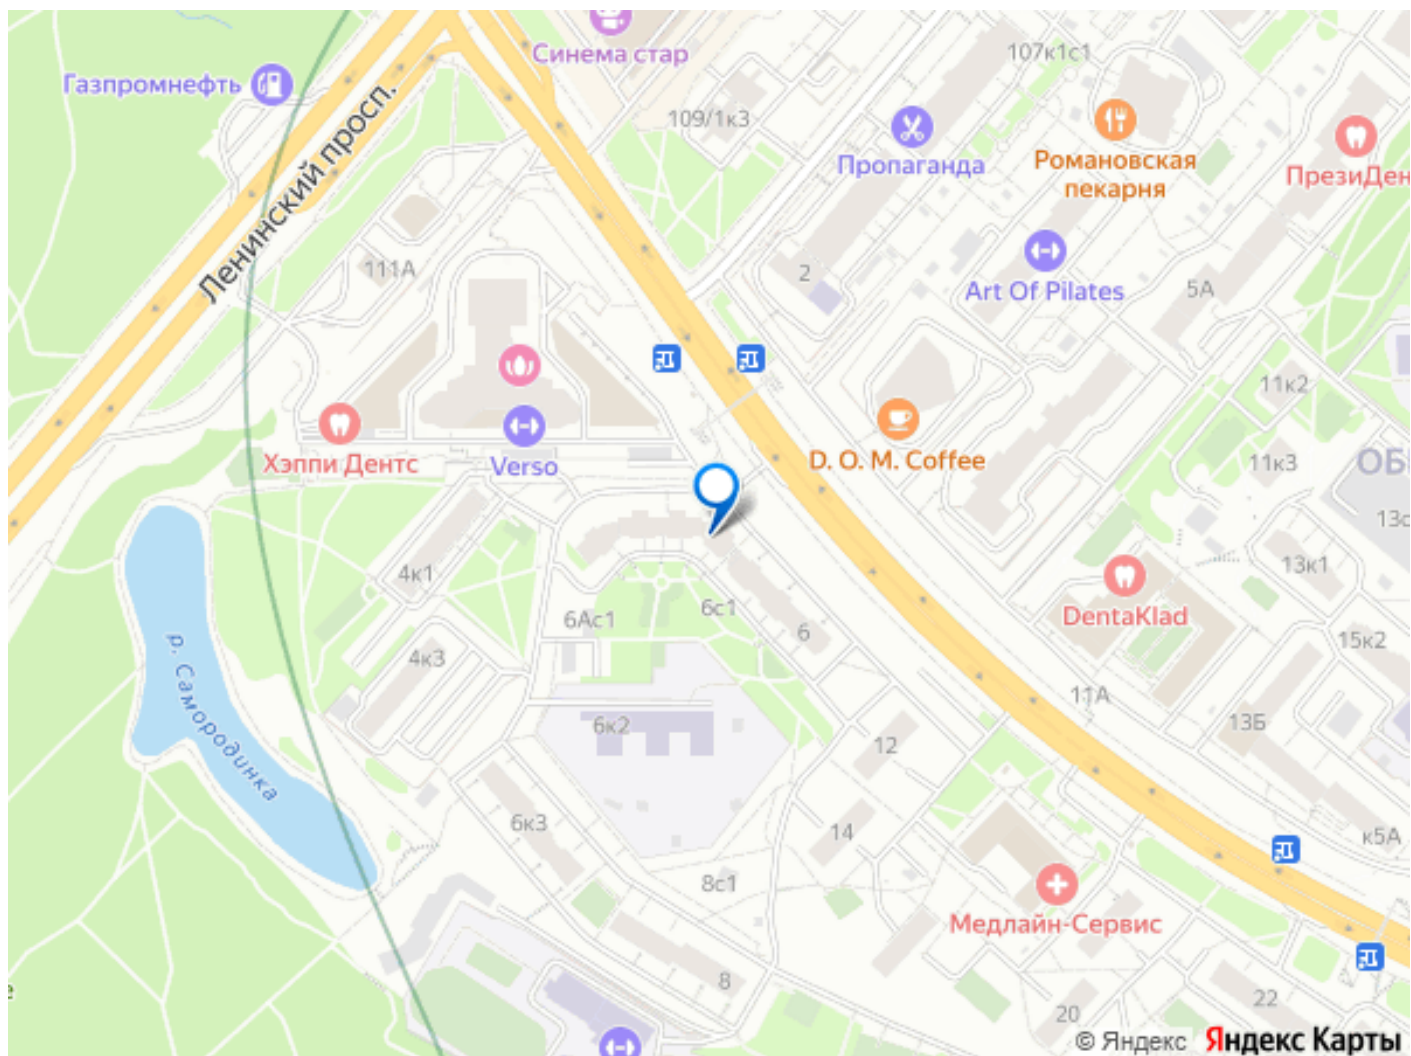 Синема стар
107к1с1
Газпромнефть
109/1к3
Пропаганда
Романовская
пекарня
ПрезиДен
Ленинский просп.
111А
2
Art Of Pilates
5А
11к2
Хэппи Дентс
Verso
D. O. M. Coffee
11к3
ОБ
13с
4к1
13к1
6Ас1
6с1
6
DentaKlad
15к2
4к3
р. Самородинка
11А
6к2
12
13Б
6к3
14
к5А
8с1
Медлайн-Сервис
8
е
20
22
© Яндекс Яндекс Карты